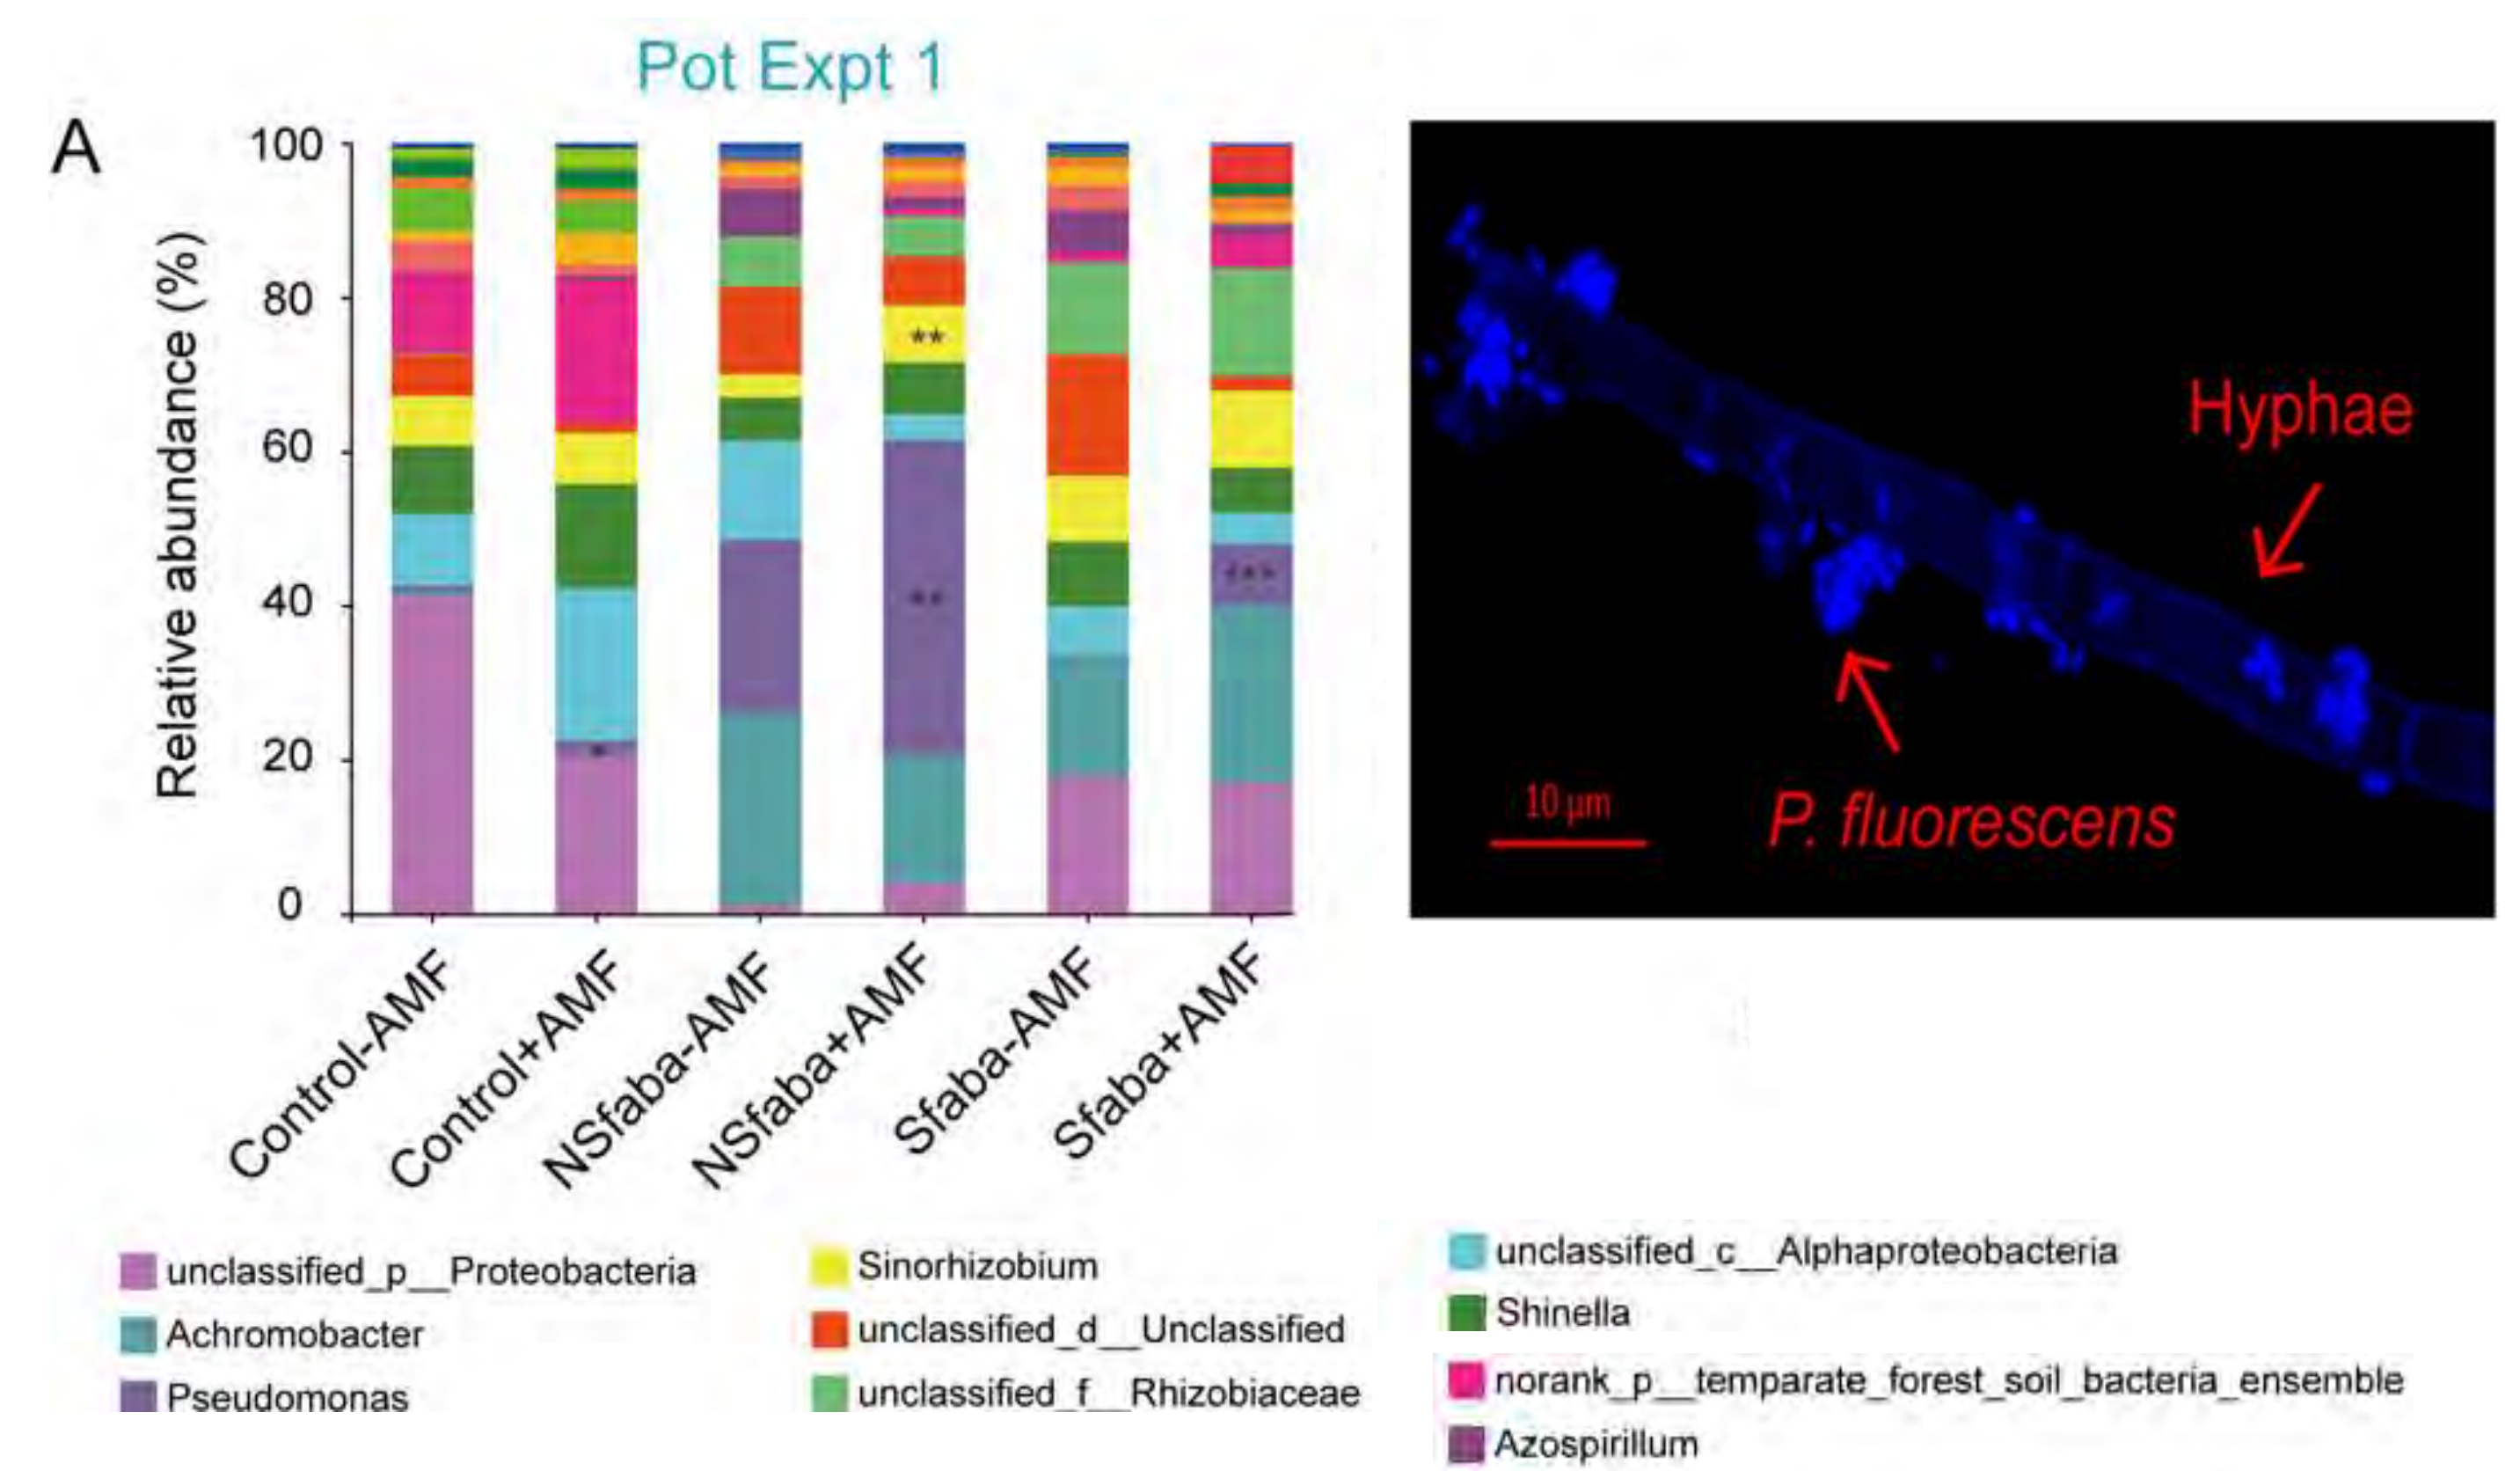 Pot Expt 1
A
Relative abundance (%)
100
80
60
40
20
0
**
**
*
***
Control-AMF
Control+AMF
NSfaba-AMF
NSfaba+AMF
Sfaba-AMF
Sfaba+AMF
Hyphae
10 µm
P. fluorescens
unclassified_p__Proteobacteria
Achromobacter
Pseudomonas
Sinorhizobium
unclassified_d__Unclassified
unclassified_f__Rhizobiaceae
unclassified_c__Alphaproteobacteria
Shinella
norank_p__temparate_forest_soil_bacteria_ensemble
Azospirillum